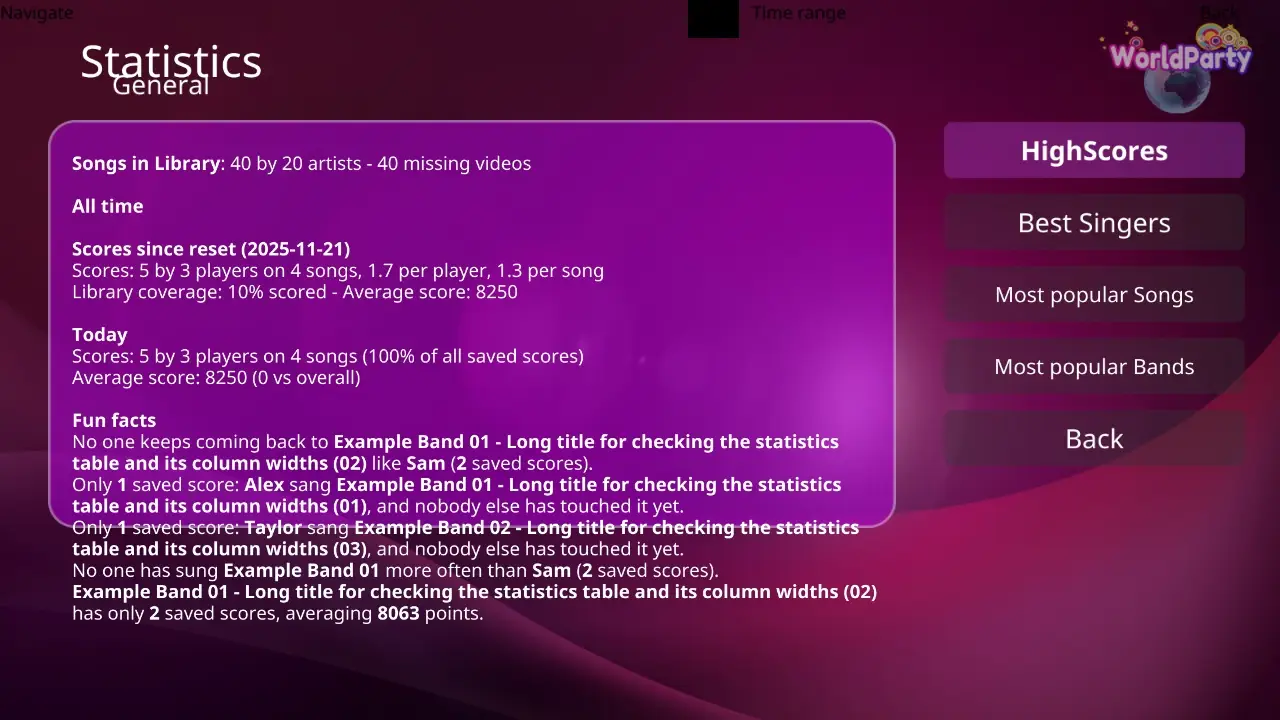 Navigate
Time range
Back
Statistics
General
WorldParty
Songs in Library: 40 by 20 artists - 40 missing videos
All time
Scores since reset (2025-11-21)
Scores: 5 by 3 players on 4 songs, 1.7 per player, 1.3 per song
Library coverage: 10% scored - Average score: 8250
Today
Scores: 5 by 3 players on 4 songs (100% of all saved scores)
Average score: 8250 (0 vs overall)
Fun facts
No one keeps coming back to Example Band 01 - Long title for checking the statistics
table and its column widths (02) like Sam (2 saved scores).
Only 1 saved score: Alex sang Example Band 01 - Long title for checking the statistics
table and its column widths (01), and nobody else has touched it yet.
Only 1 saved score: Taylor sang Example Band 02 - Long title for checking the statistics
table and its column widths (03), and nobody else has touched it yet.
No one has sung Example Band 01 more often than Sam (2 saved scores).
Example Band 01 - Long title for checking the statistics table and its column widths (02)
has only 2 saved scores, averaging 8063 points.
HighScores
Best Singers
Most popular Songs
Most popular Bands
Back